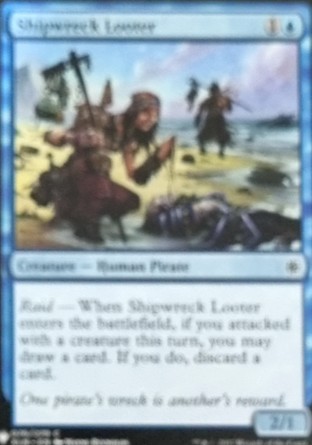 Shipwreck Looter 1
Creature — Human Pirate
Raid — When Shipwreck Looter
enters the battlefield, if you attacked
with a creature this turn, you may
draw a card. If you do, discard a
card.
One pirate's wreck is another's reward.
2/1